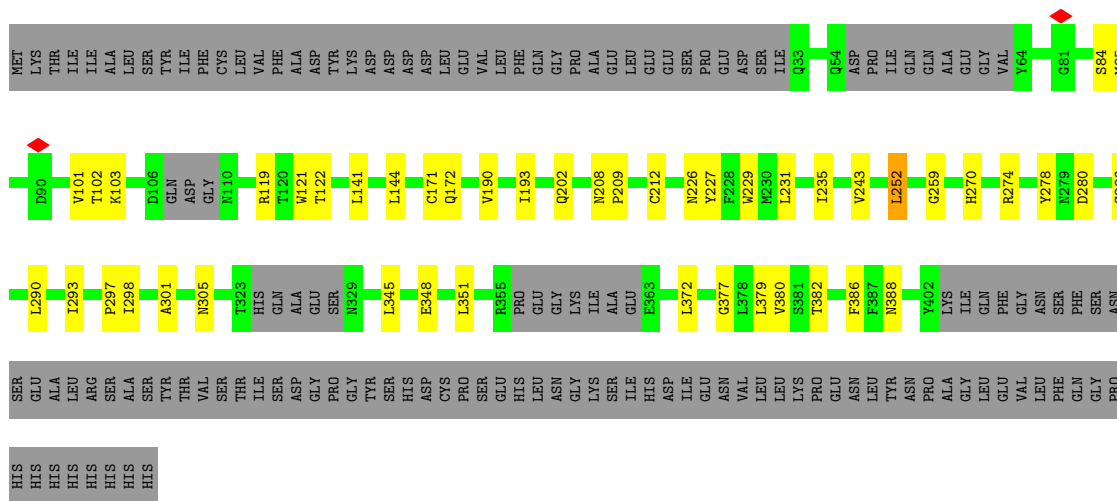 MET LYS THR ILE ILE ALA LEU SER TYR ILE PHE CYS LEU VAL PHE ALA ASP TYR LYS ASP ASP ASP ASP LEU GLU VAL LEU PHE GLN GLY PRO ALA GLU LEU GLU GLU SER PRO GLU ASP SER ILE Q33 Q54 ASP PRO ILE GLN GLN ALA GLU GLY VAL Y64 G81 S84
D90 V101 T102 K103 D106 GLN ASP GLY N110 R119 T120 W121 T122 L141 L144 C171 Q172 V190 I193 Q202 N208 P209 C212 N226 Y227 F228 W229 M230 L231 I235 V243 L252 G259 H270 R274 Y278 N279 D280
L290 I293 P297 I298 A301 N305 T323 HIS GLN ALA GLU SER N329 L345 E348 L351 R355 PRO GLU GLY LYS ILE ALA GLU E363 L372 G377 L378 L379 V380 S381 T382 F386 F387 N388 Y402 LYS ILE GLN PHE GLY ASN SER PHE SER ASN
SER GLU ALA LEU ARG SER ALA SER TYR THR VAL SER THR ILE SER ASP GLY PRO GLY TYR SER HIS ASP CYS PRO SER GLU HIS LEU ASN GLY LYS SER ILE HIS ASP ILE GLU ASN VAL LEU LEU LYS PRO GLU ASN LEU TYR ASN PRO ALA GLY LEU GLU VAL LEU PHE GLN GLY PRO
HIS HIS HIS HIS HIS HIS HIS